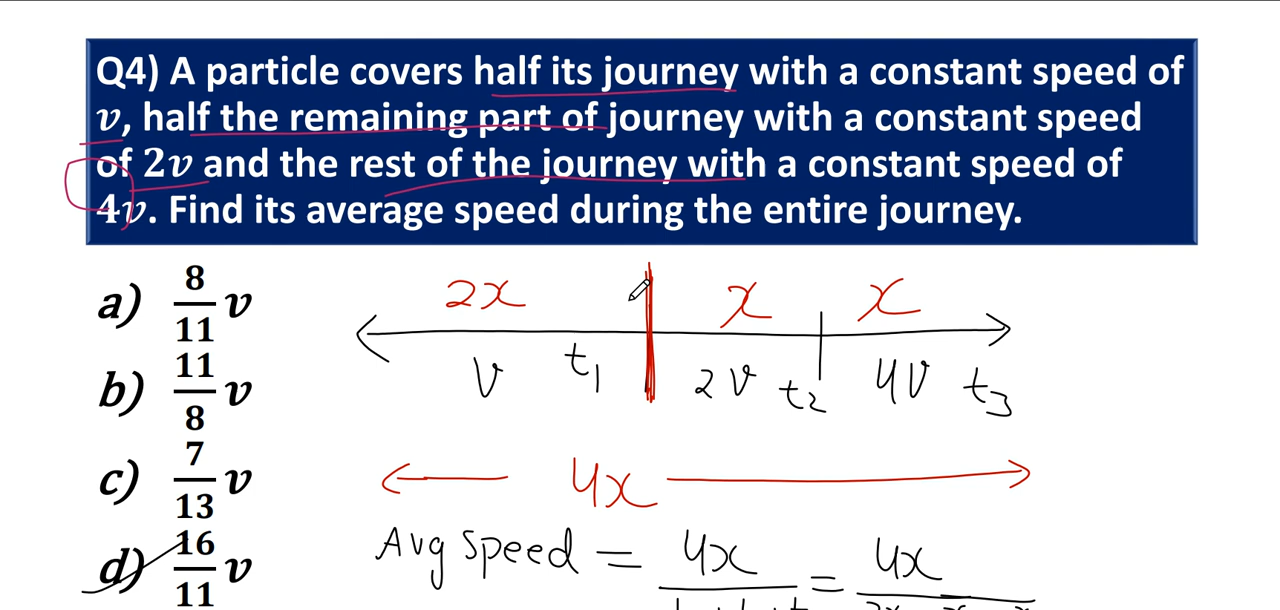 Q4) A particle covers half its journey with a constant speed of
v, half the remaining part of journey with a constant speed
of 2v and the rest of the journey with a constant speed of
4v. Find its average speed during the entire journey.
a) 8/11 v
b) 11/8 v
c) 7/13 v
d) 16/11 v
2x x x
v t1 2v t2 4v t3
4x
Avg Speed = 4x = 4x